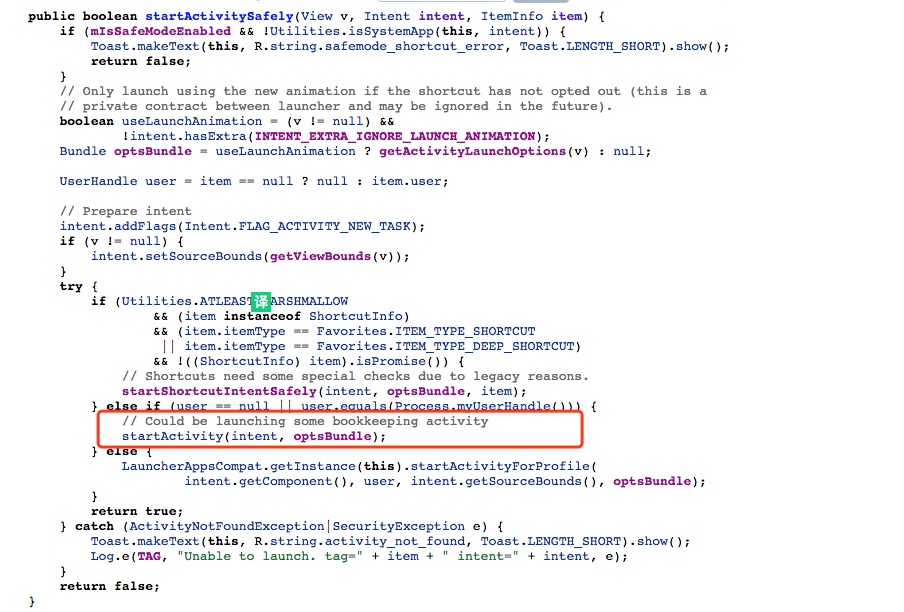 public boolean startActivitySafely(View v, Intent intent, ItemInfo item) {
    if (mIsSafeModeEnabled && !Utilities.isSystemApp(this, intent)) {
        Toast.makeText(this, R.string.safemode_shortcut_error, Toast.LENGTH_SHORT).show();
        return false;
    }
    // Only launch using the new animation if the shortcut has not opted out (this is a
    // private contract between launcher and may be ignored in the future).
    boolean useLaunchAnimation = (v != null) &&
            !intent.hasExtra(INTENT_EXTRA_IGNORE_LAUNCH_ANIMATION);
    Bundle optsBundle = useLaunchAnimation ? getActivityLaunchOptions(v) : null;

    UserHandle user = item == null ? null : item.user;

    // Prepare intent
    intent.addFlags(Intent.FLAG_ACTIVITY_NEW_TASK);
    if (v != null) {
        intent.setSourceBounds(getViewBounds(v));
    }
    try {
        if (Utilities.ATLEAST译ARSHMALLOW
                && (item instanceof ShortcutInfo)
                && (item.itemType == Favorites.ITEM_TYPE_SHORTCUT
                 || item.itemType == Favorites.ITEM_TYPE_DEEP_SHORTCUT)
                && !((ShortcutInfo) item).isPromise()) {
            // Shortcuts need some special checks due to legacy reasons.
            startShortcutIntentSafely(intent, optsBundle, item);
        } else if (user == null || user.equals(Process.myUserHandle())) {
            // Could be launching some bookkeeping activity
            startActivity(intent, optsBundle);
        } else {
            LauncherAppsCompat.getInstance(this).startActivityForProfile(
                    intent.getComponent(), user, intent.getSourceBounds(), optsBundle);
        }
        return true;
    } catch (ActivityNotFoundException|SecurityException e) {
        Toast.makeText(this, R.string.activity_not_found, Toast.LENGTH_SHORT).show();
        Log.e(TAG, "Unable to launch. tag=" + item + " intent=" + intent, e);
    }
    return false;
}